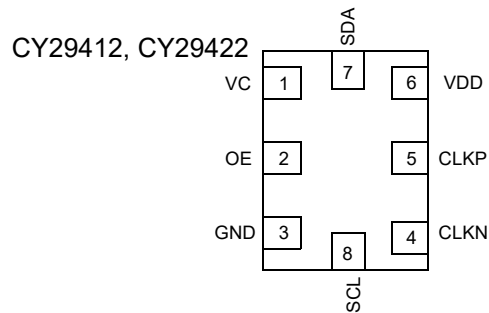 CY29412, CY29422
SDA
VC 1 7 6 VDD
OE 2 5 CLKP
GND 3 8 4 CLKN
SCL